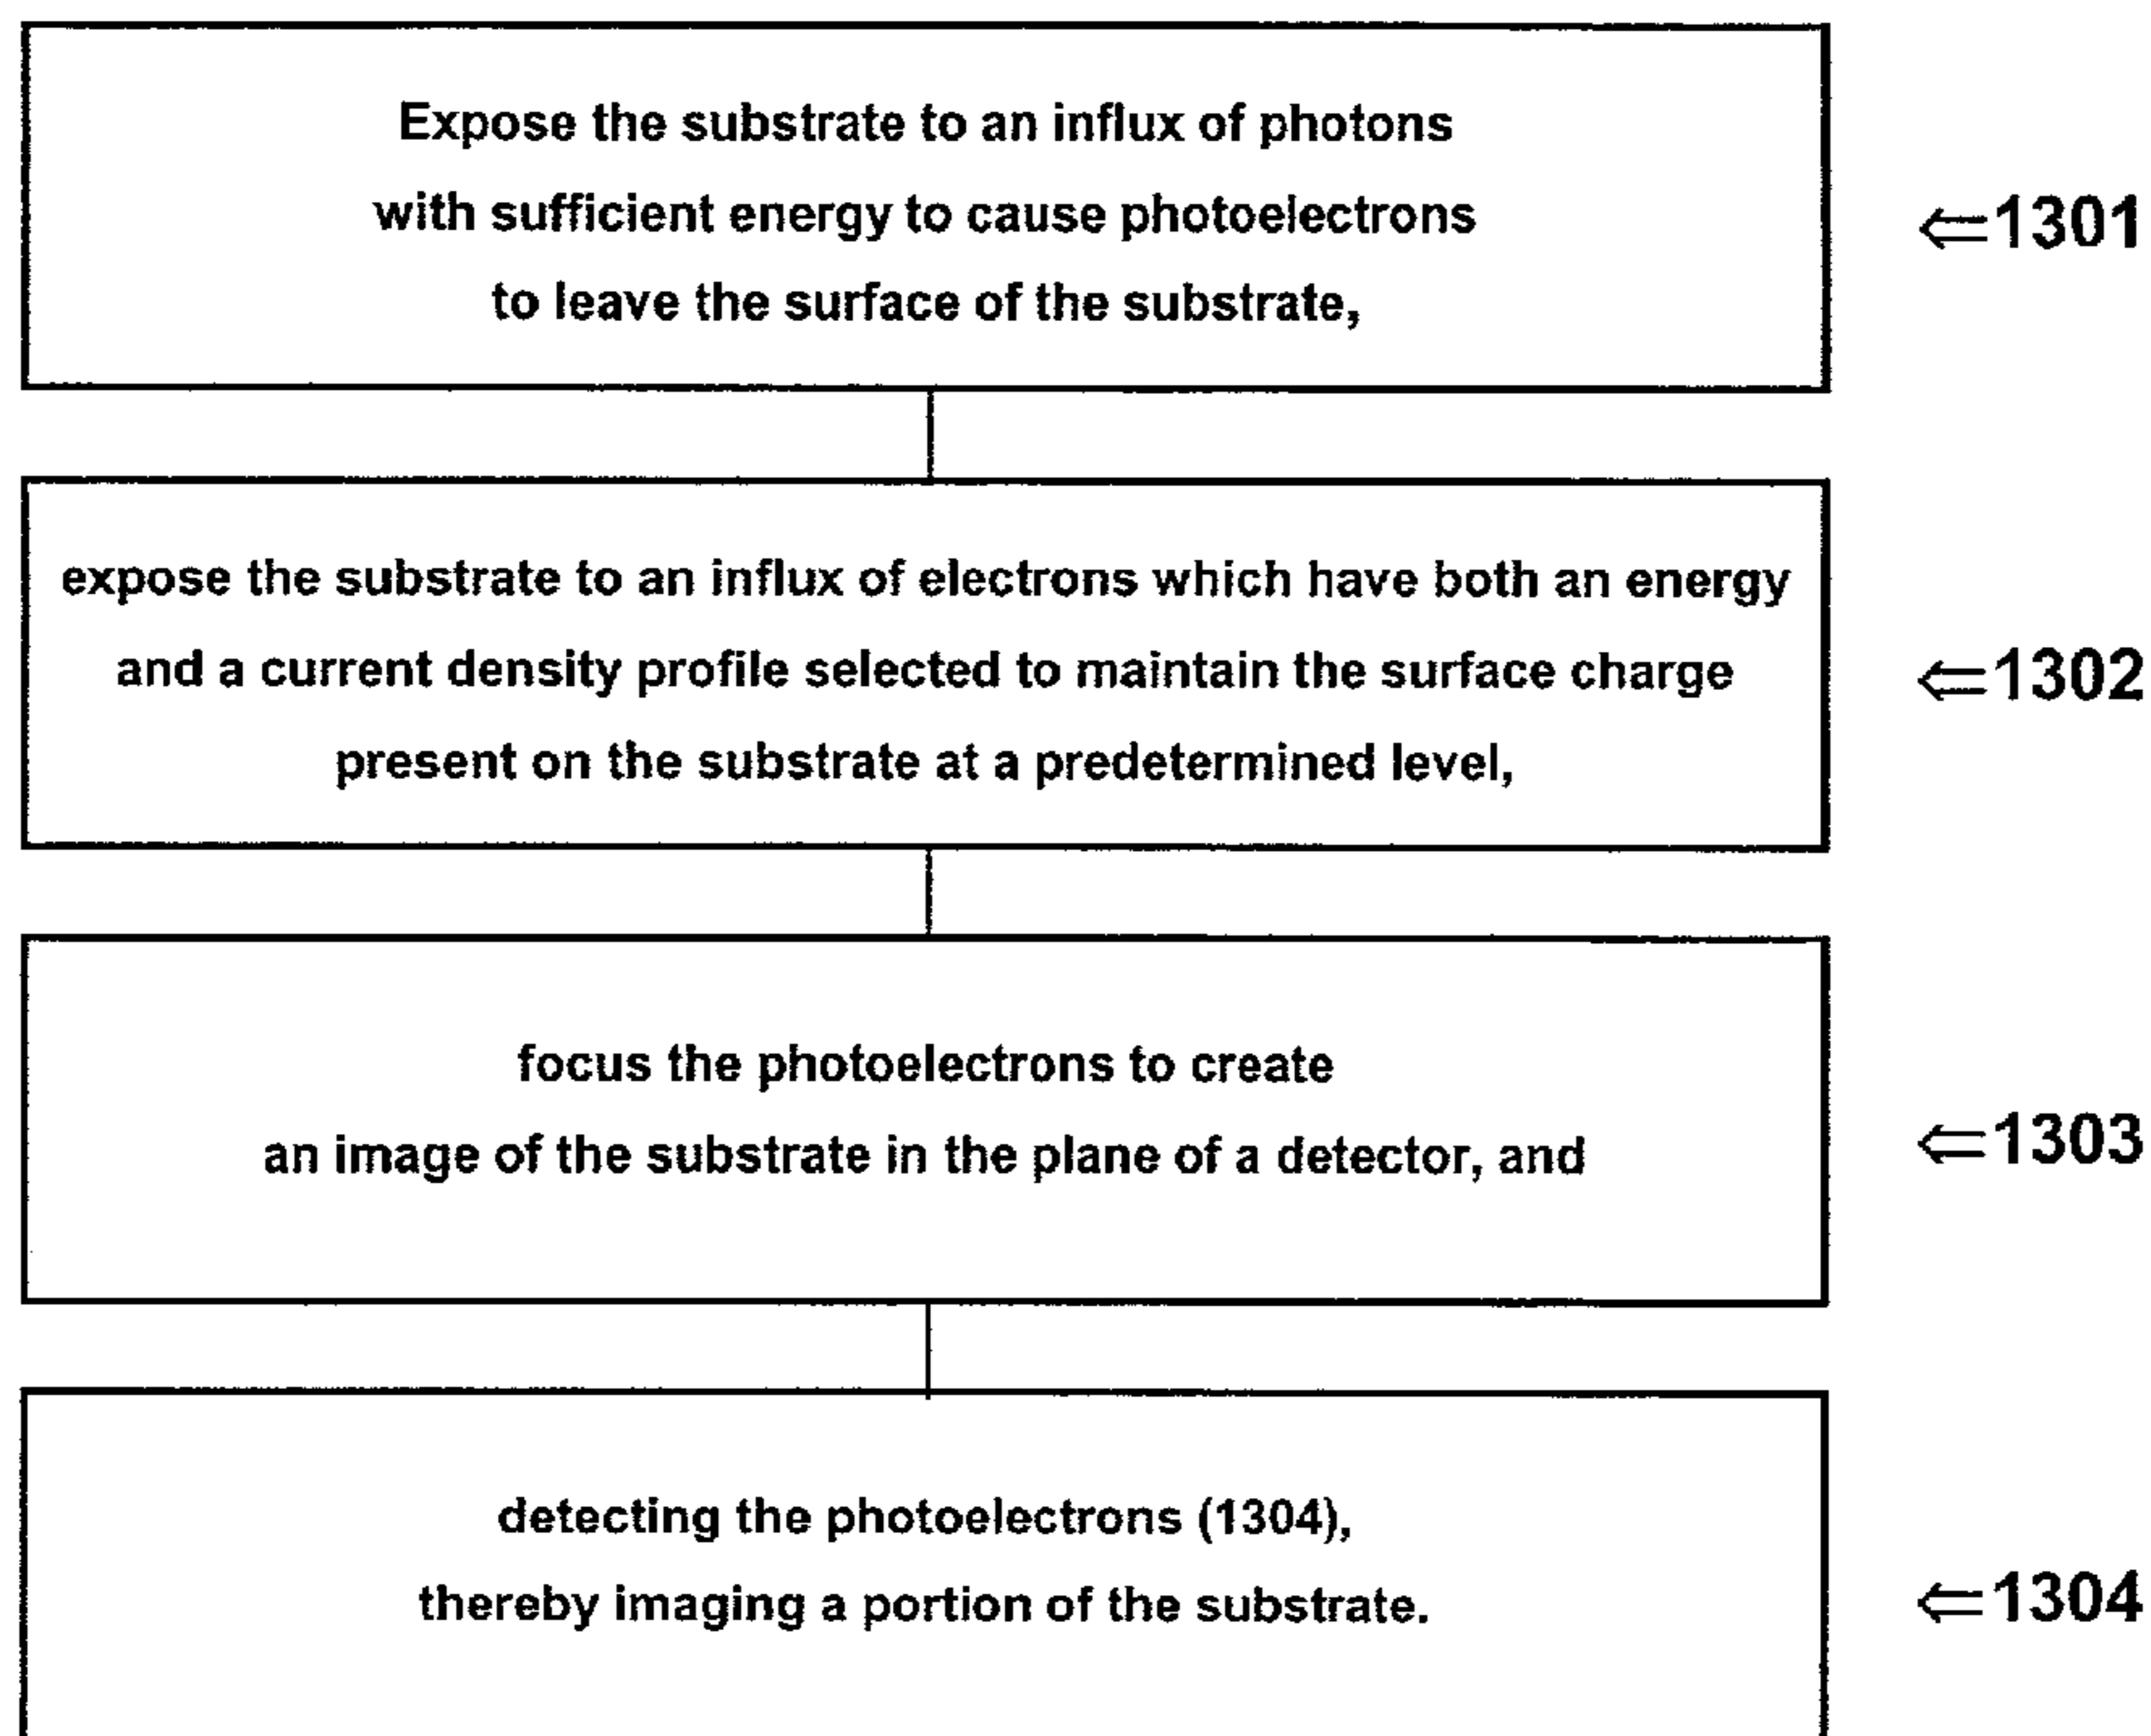 Expose the substrate to an influx of photons
with sufficient energy to cause photoelectrons
to leave the surface of the substrate,
⇐1301
expose the substrate to an influx of electrons which have both an energy
and a current density profile selected to maintain the surface charge
present on the substrate at a predetermined level,
⇐1302
focus the photoelectrons to create
an image of the substrate in the plane of a detector, and
⇐1303
detecting the photoelectrons (1304),
thereby imaging a portion of the substrate.
⇐1304